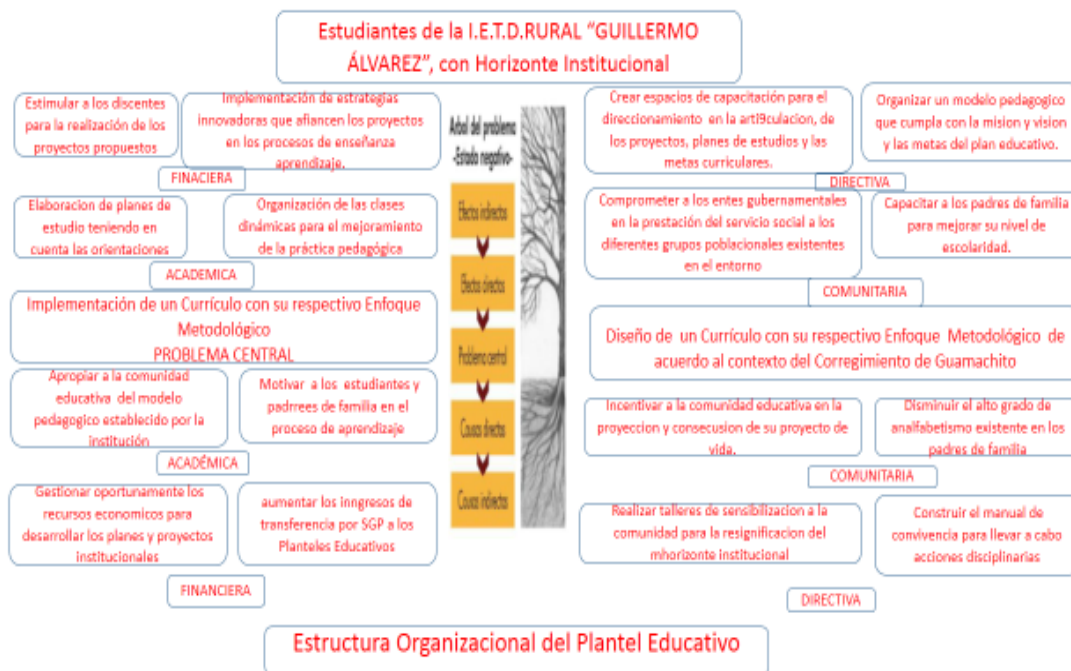 Estudiantes de la I.E.T.D.RURAL “GUILLERMO
ÁLVAREZ”, con Horizonte Institucional
Estimular a los discentes
para la realización de los
proyectos propuestos
Implementación de estrategias
innovadoras que afiancen los proyectos
en los procesos de enseñanza
aprendizaje.
FINACIERA
Elaboracion de planes de
estudio teniendo en
cuenta las orientaciones
Organización de las clases
dinámicas para el mejoramiento
de la práctica pedagógica
ACADEMICA
Implementación de un Currículo con su respectivo Enfoque
Metodológico
PROBLEMA CENTRAL
Apropiar a la comunidad
educativa del modelo
pedagogico establecido por la
institución
Motivar a los estudiantes y
padrrees de familia en el
proceso de aprendizaje
ACADÉMICA
Gestionar oportunamente los
recursos economicos para
desarrollar los planes y proyectos
institucionales
aumentar los inngresos de
transferencia por SGP a los
Planteles Educativos
FINANCIERA
Arbol del problema
-Estado negativo-
Efectos indirectos
Efectos directos
Problema central
Causas directas
Causas indirectas
Crear espacios de capacitación para el
direccionamiento en la arti9culacion, de
los proyectos, planes de estudios y las
metas curriculares.
Organizar un modelo pedagogico
que cumpla con la mision y vision
y las metas del plan educativo.
DIRECTIVA
Comprometer a los entes gubernamentales
en la prestación del servicio social a los
diferentes grupos poblacionales existentes
en el entorno
Capacitar a los padres de familia
para mejorar su nivel de
escolaridad.
COMUNITARIA
Diseño de un Currículo con su respectivo Enfoque Metodológico de
acuerdo al contexto del Corregimiento de Guamachito
Incentivar a la comunidad educativa en la
proyeccion y consecusion de su proyecto de
vida.
Disminuir el alto grado de
analfabetismo existente en los
padres de familia
COMUNITARIA
Realizar talleres de sensibilizacion a la
comunidad para la resignificacion del
mhorizonte institucional
Construir el manual de
convivencia para llevar a cabo
acciones disciplinarias
DIRECTIVA
Estructura Organizacional del Plantel Educativo